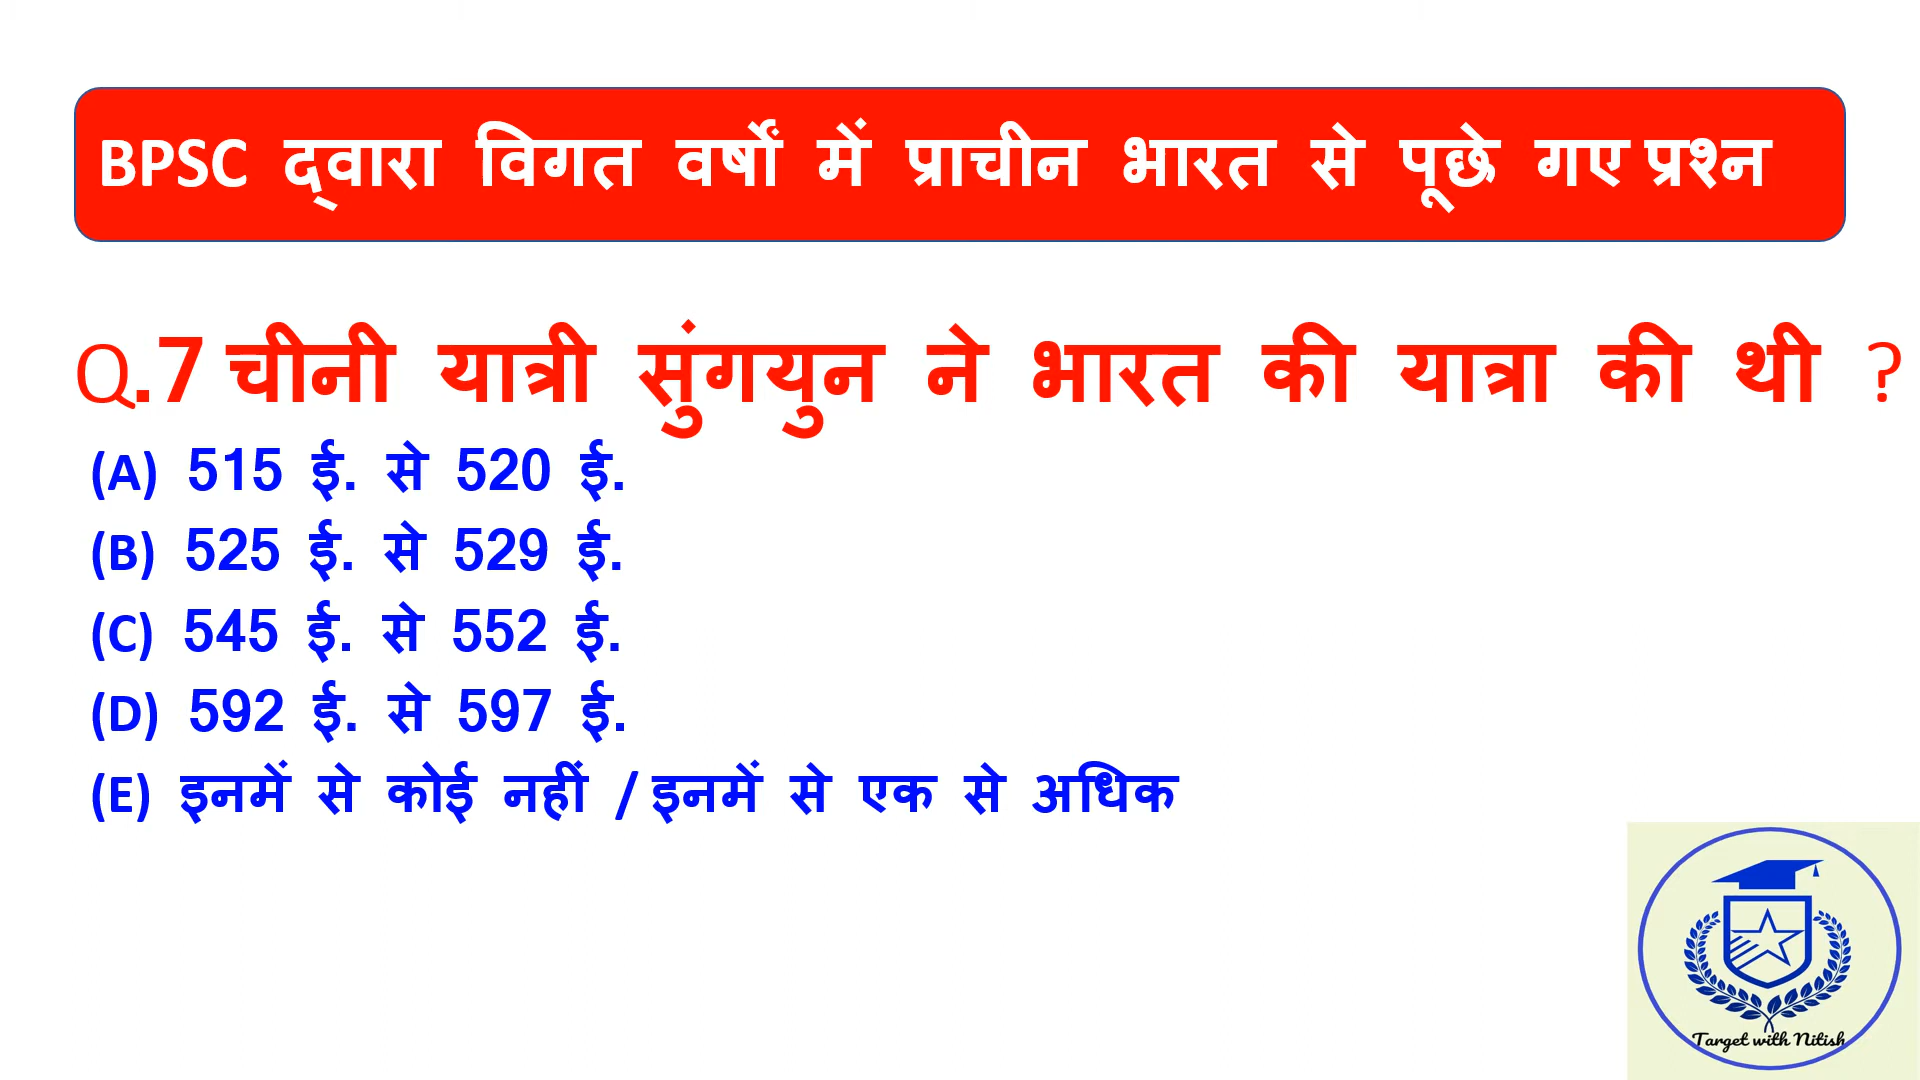 BPSC द्वारा विगत वर्षों में प्राचीन भारत से पूछे गए प्रश्न
Q.7 चीनी यात्री सुंगयुन ने भारत की यात्रा की थी ?
(A) 515 ई. से 520 ई.
(B) 525 ई. से 529 ई.
(C) 545 ई. से 552 ई.
(D) 592 ई. से 597 ई.
(E) इनमें से कोई नहीं / इनमें से एक से अधिक
Target with Nitish